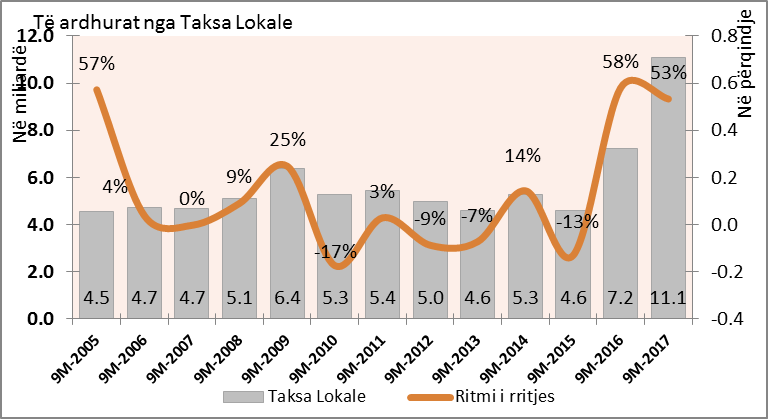 Të ardhurat nga Taksa Lokale
Në miliardë
Në përqindje
12.0
10.0
8.0
6.0
4.0
2.0
0.0
0.8
0.6
0.4
0.2
0.0
-0.2
-0.4
57%
4%
0%
9%
25%
-17%
3%
-9%
-7%
14%
-13%
58%
53%
4.5 4.7 4.7 5.1 6.4 5.3 5.4 5.0 4.6 5.3 4.6 7.2 11.1
9M-2005
9M-2006
9M-2007
9M-2008
9M-2009
9M-2010
9M-2011
9M-2012
9M-2013
9M-2014
9M-2015
9M-2016
9M-2017
Taksa Lokale Ritmi i rritjes